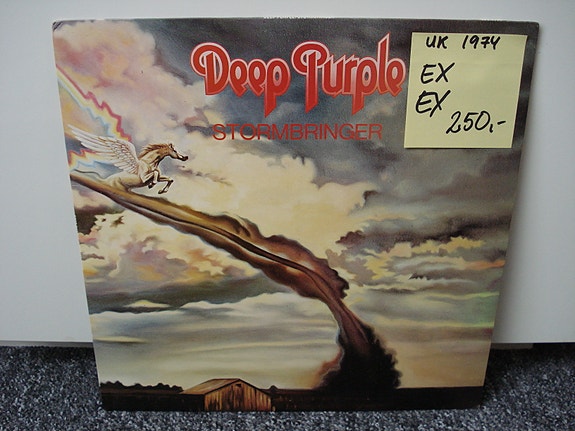 Deep Purple
STORMBRINGER
UK 1974
EX
EX
250,-